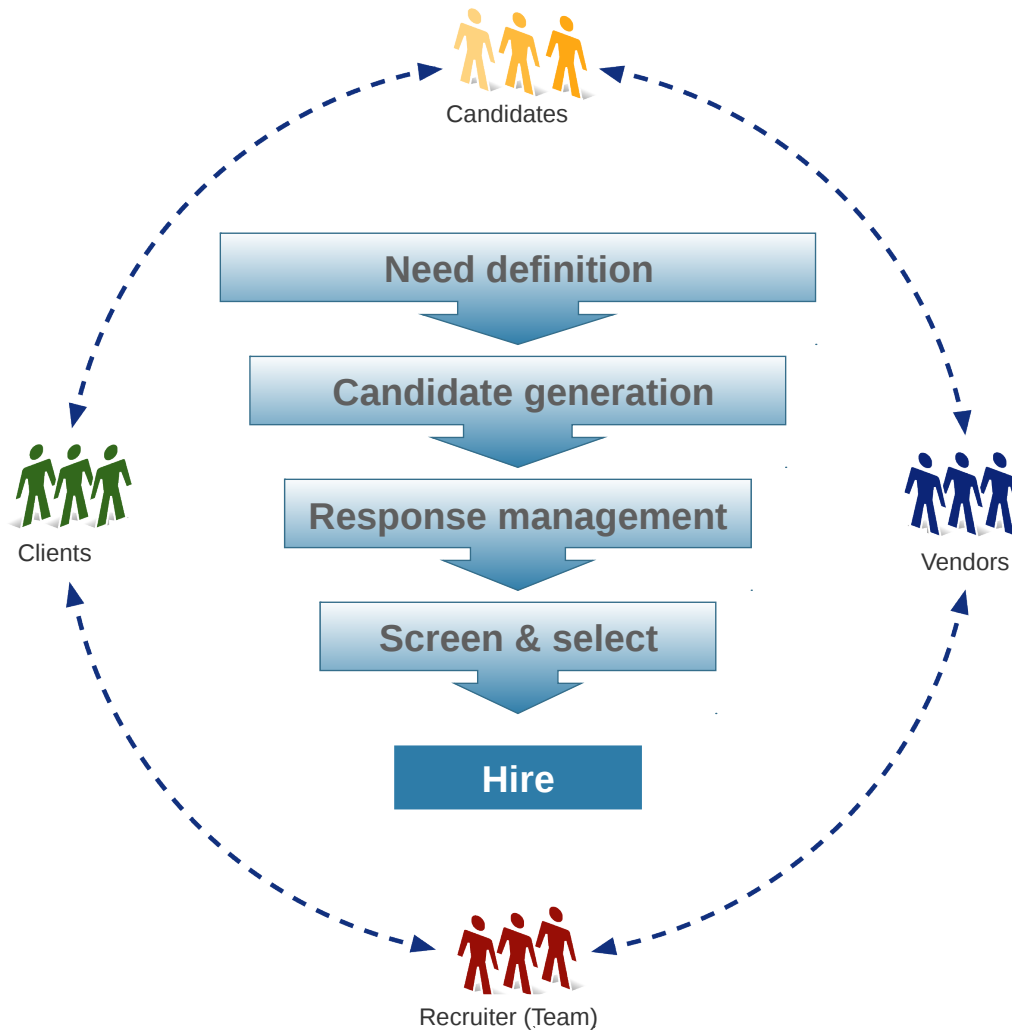 Candidates
Need definition
Candidate generation
Response management
Clients
Vendors
Screen & select
Hire
Recruiter (Team)